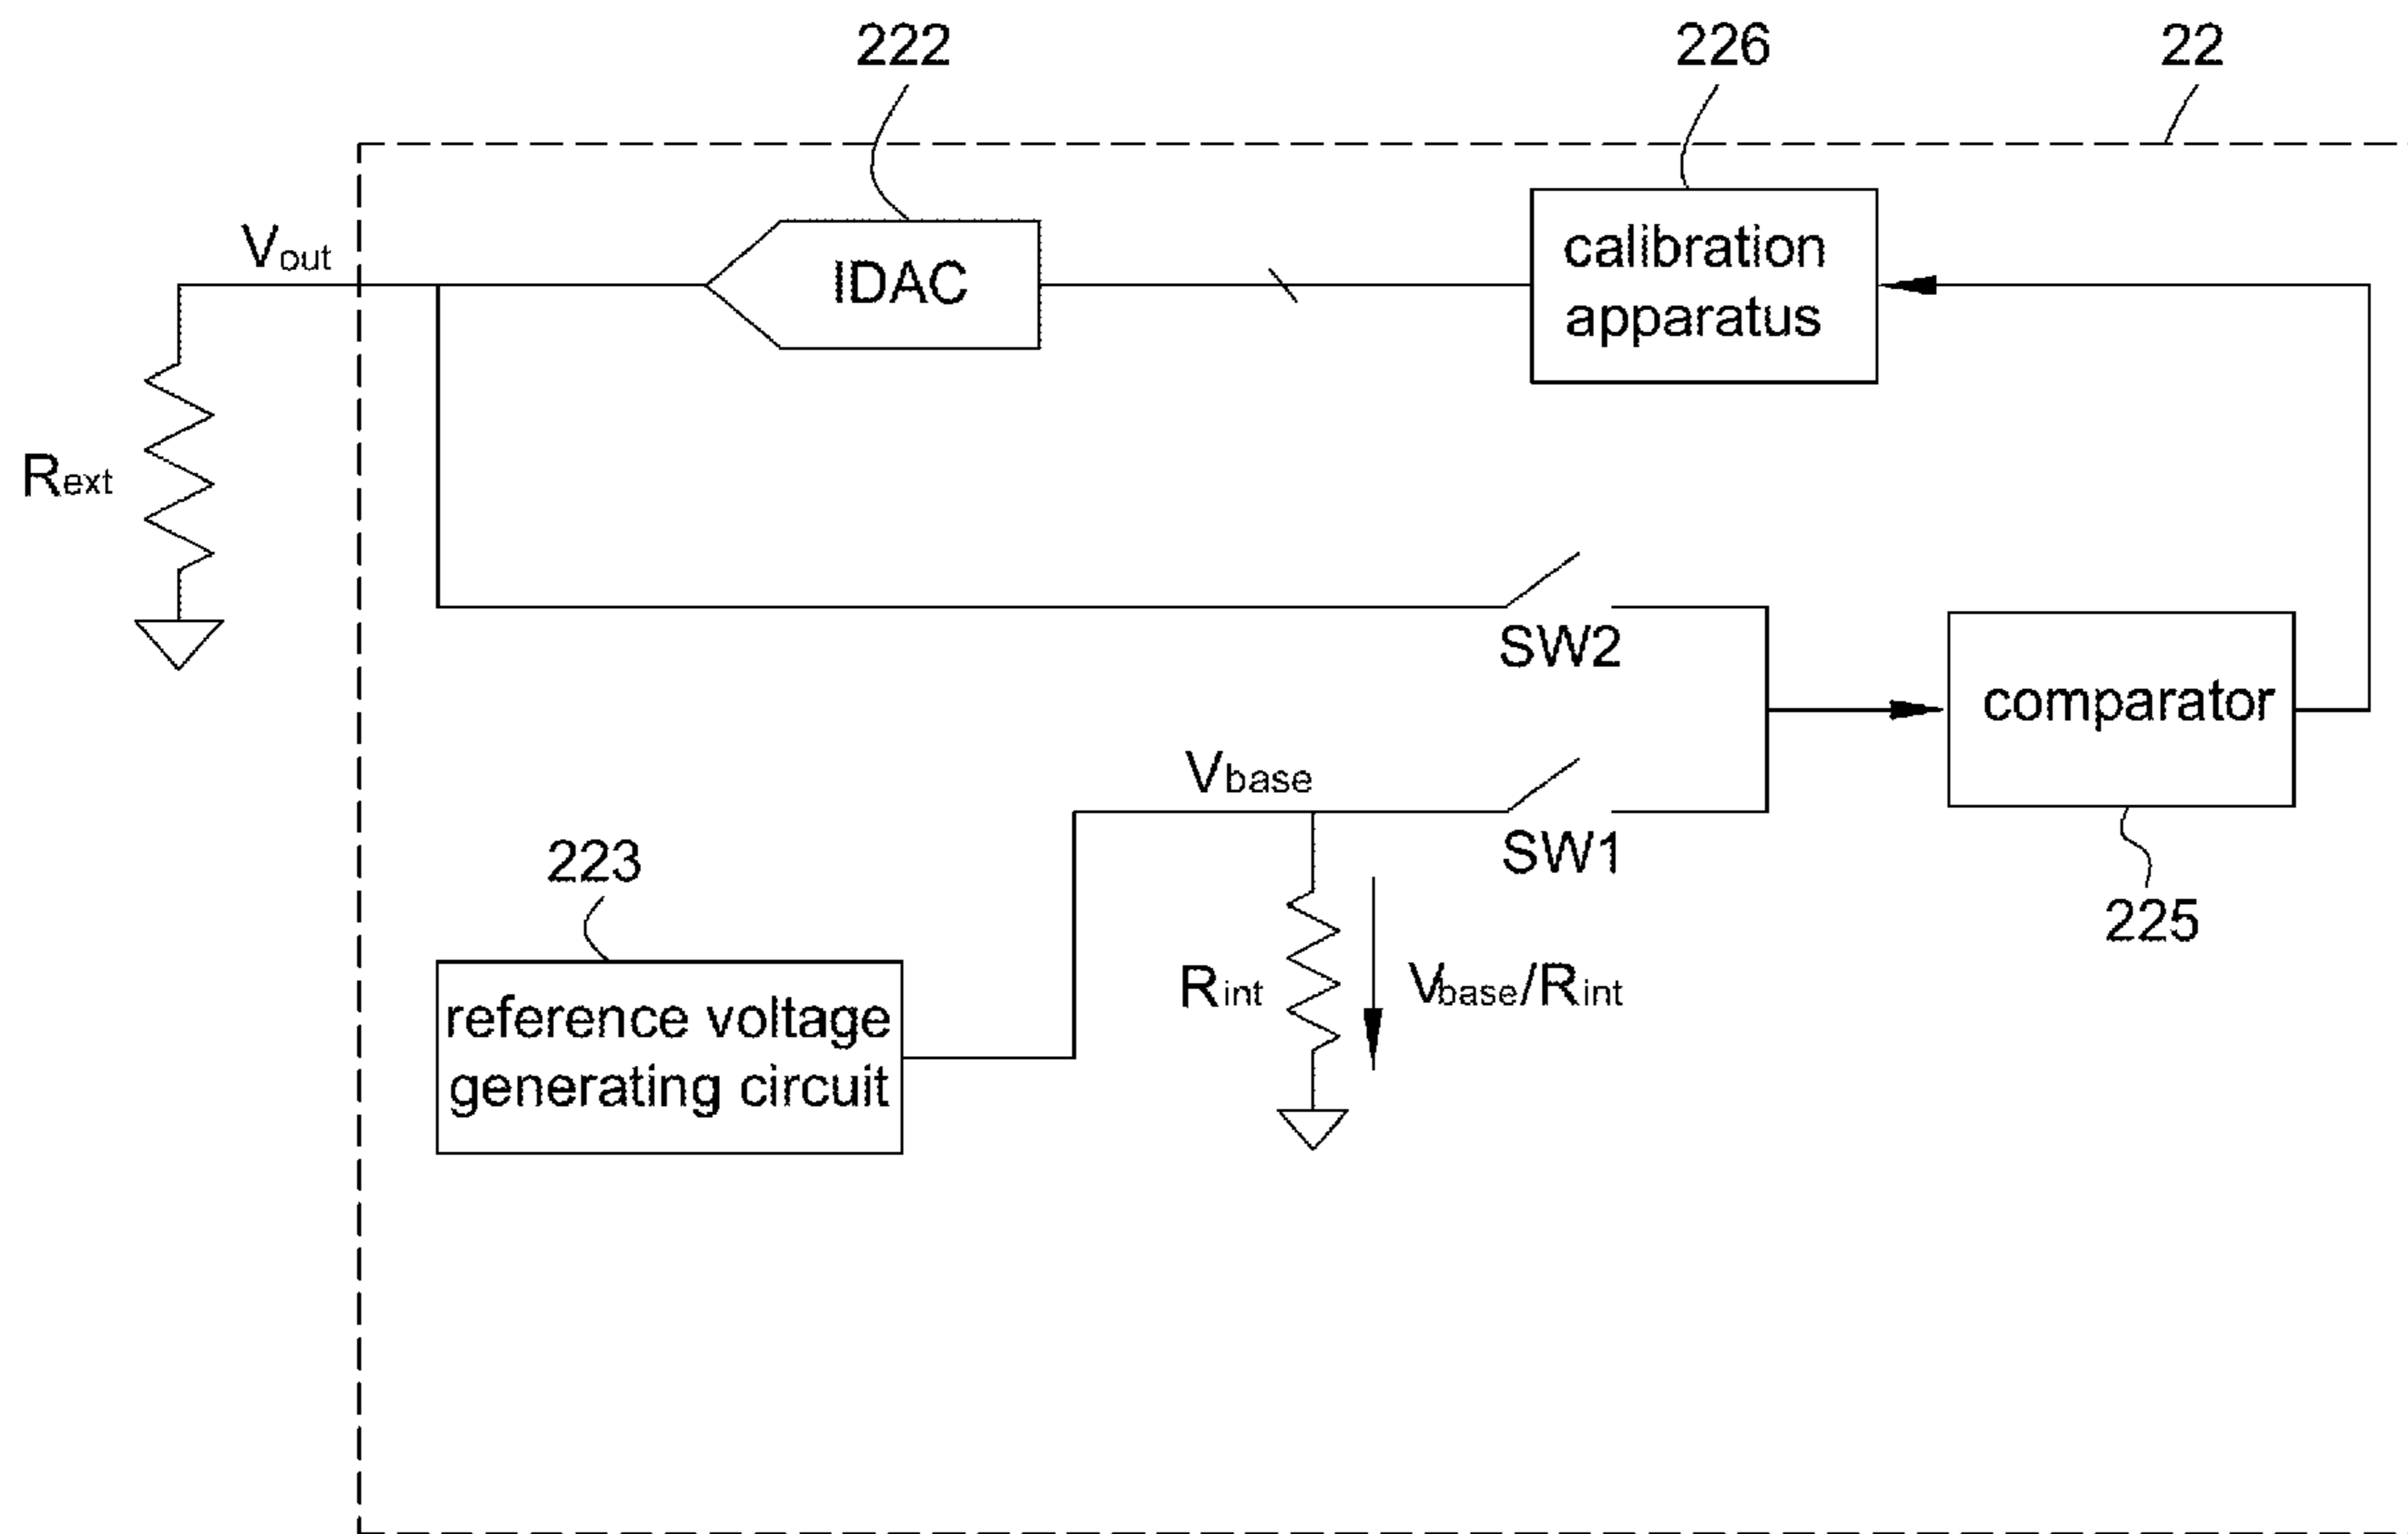 222
226
22
Vout
IDAC
calibration
apparatus
Rext
SW2
comparator
Vbase
SW1
223
225
Rint
Vbase/Rint
reference voltage
generating circuit